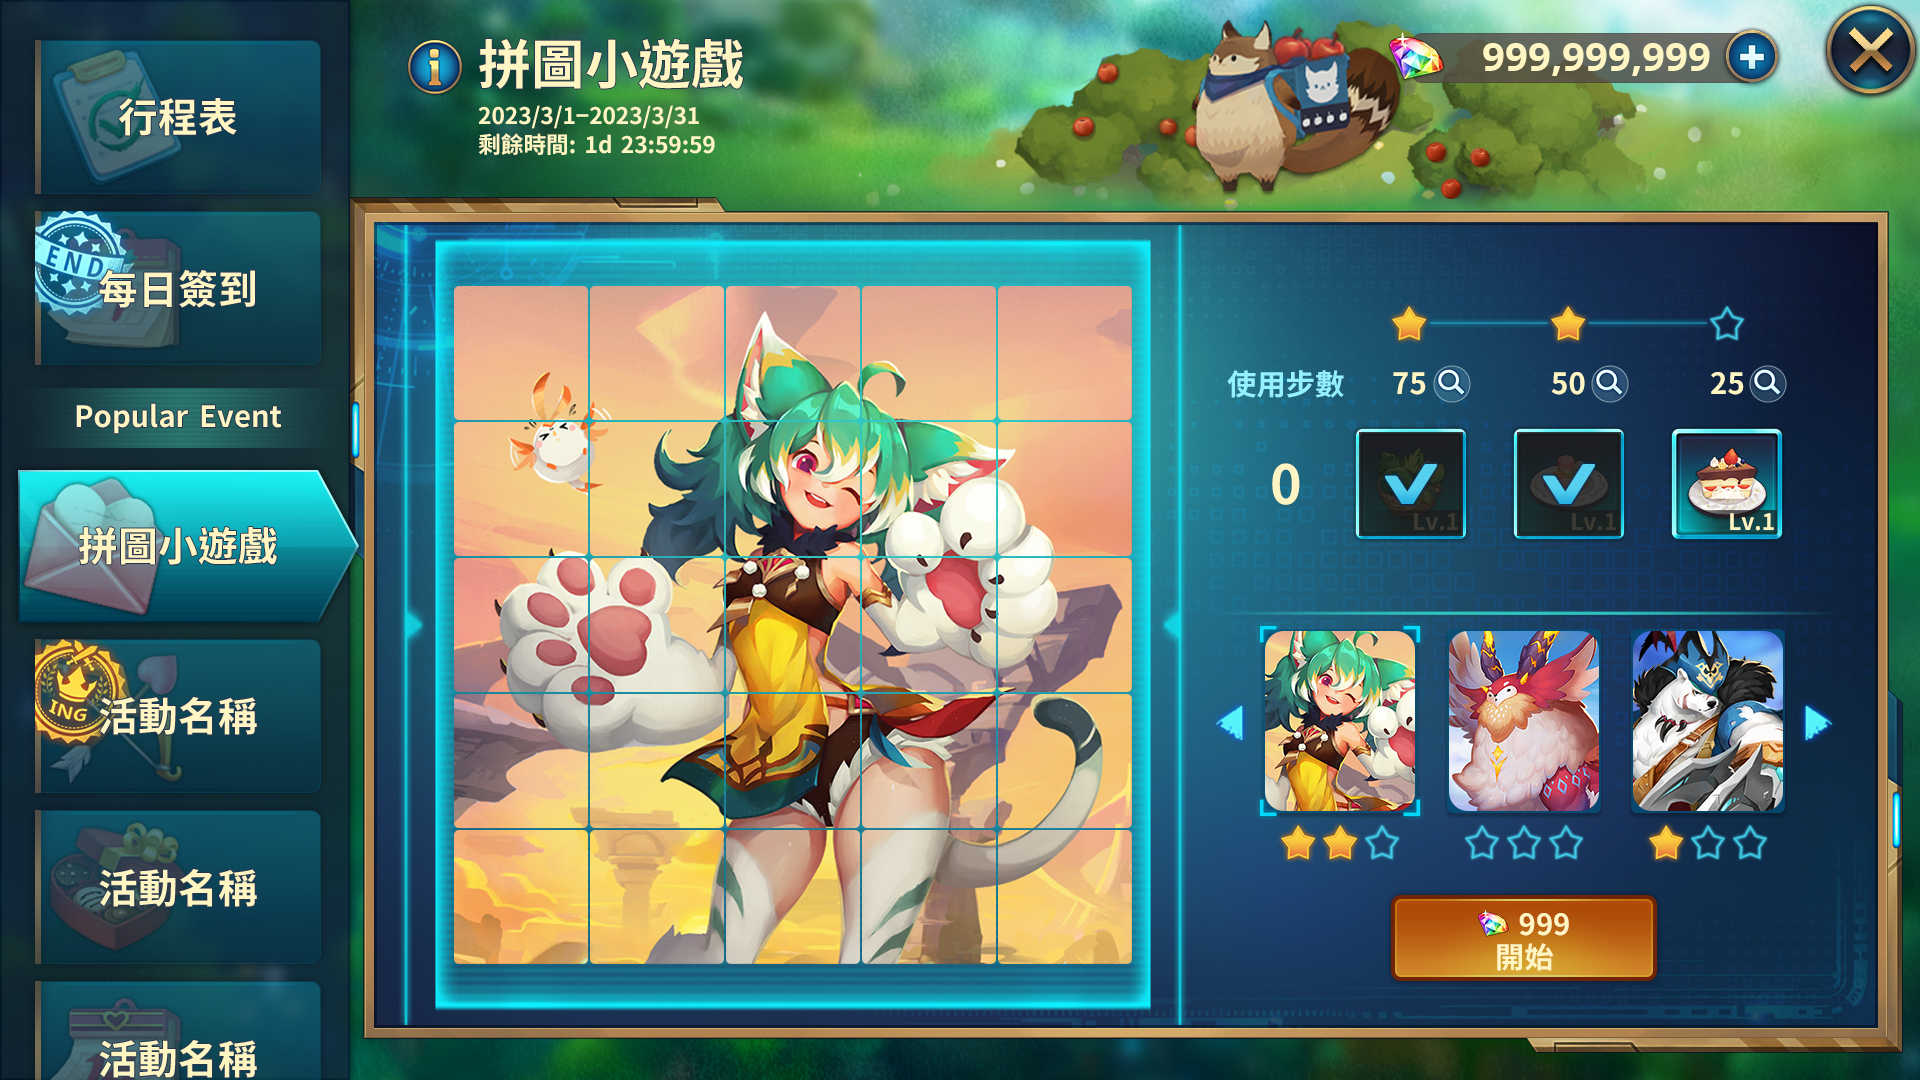 行程表
END
每日簽到
Popular Event
拼圖小遊戲
ING
活動名稱
活動名稱
活動名稱
拼圖小遊戲
2023/3/1–2023/3/31
剩餘時間: 1d 23:59:59
999,999,999
使用步數 75 50 25
0
Lv.1 Lv.1 Lv.1
999
開始